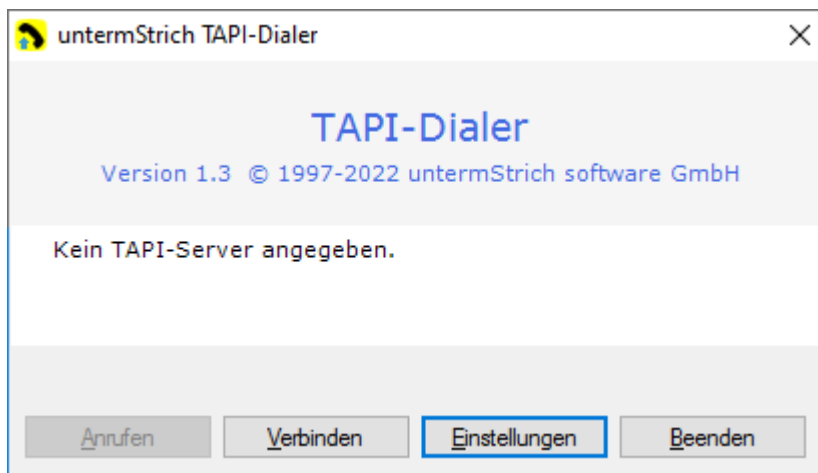 untermStrich TAPI-Dialer
TAPI-Dialer
Version 1.3 © 1997-2022 untermStrich software GmbH
Kein TAPI-Server angegeben.
Anrufen Verbinden Einstellungen Beenden